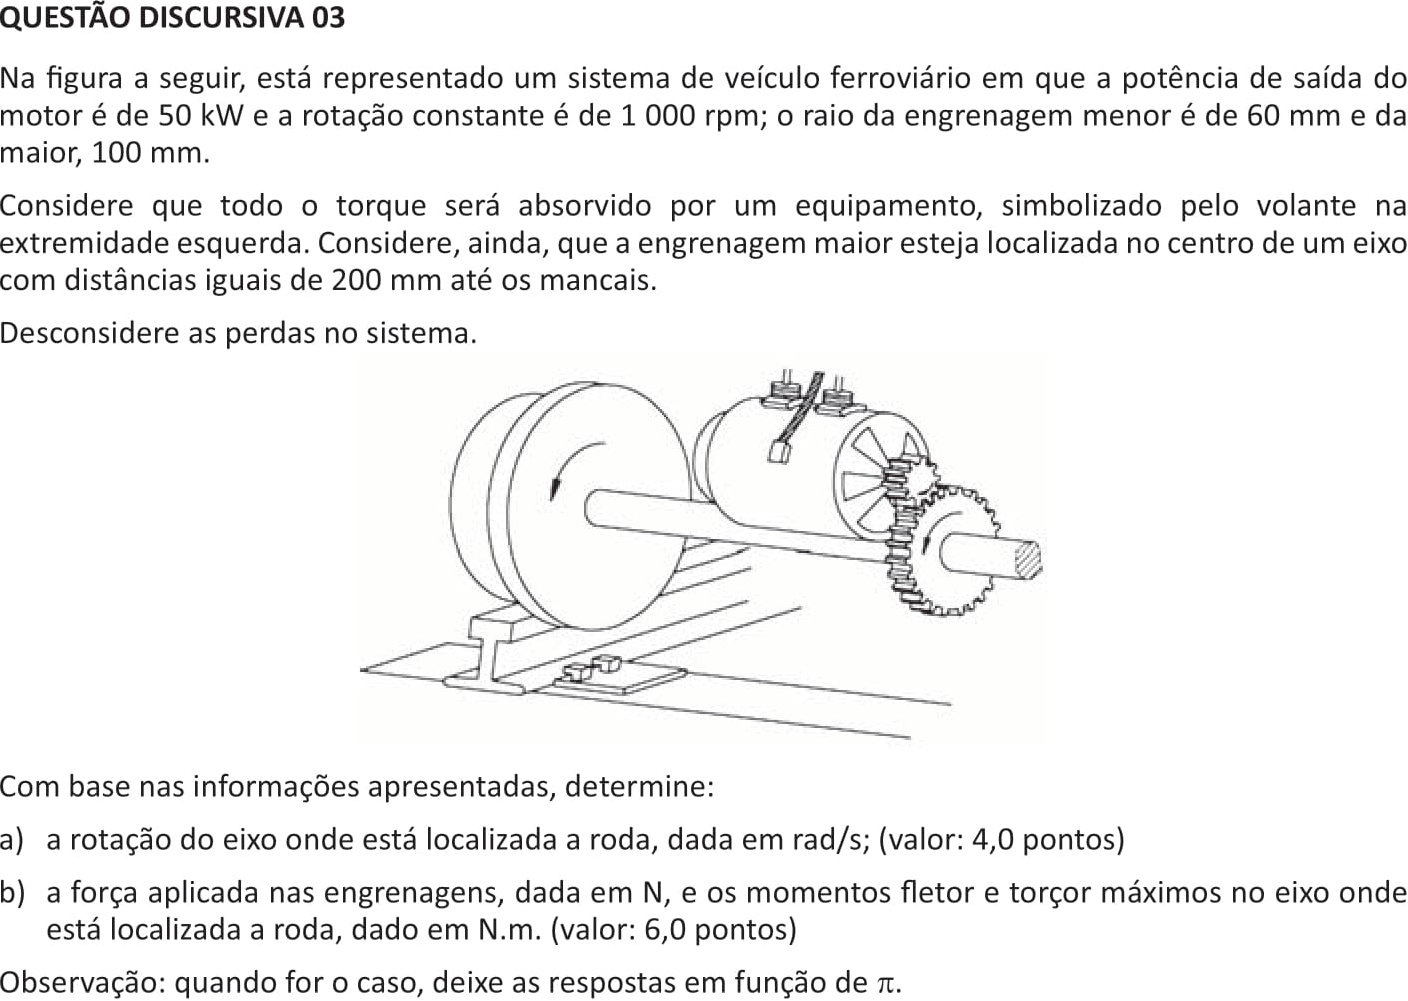 QUESTÃO DISCURSIVA 03
Na figura a seguir, está representado um sistema de veículo ferroviário em que a potência de saída do
motor é de 50 kW e a rotação constante é de 1 000 rpm; o raio da engrenagem menor é de 60 mm e da
maior, 100 mm.
Considere que todo o torque será absorvido por um equipamento, simbolizado pelo volante na
extremidade esquerda. Considere, ainda, que a engrenagem maior esteja localizada no centro de um eixo
com distâncias iguais de 200 mm até os mancais.
Desconsidere as perdas no sistema.
Com base nas informações apresentadas, determine:
a) a rotação do eixo onde está localizada a roda, dada em rad/s; (valor: 4,0 pontos)
b) a força aplicada nas engrenagens, dada em N, e os momentos fletor e torçor máximos no eixo onde
está localizada a roda, dado em N.m. (valor: 6,0 pontos)
Observação: quando for o caso, deixe as respostas em função de π.